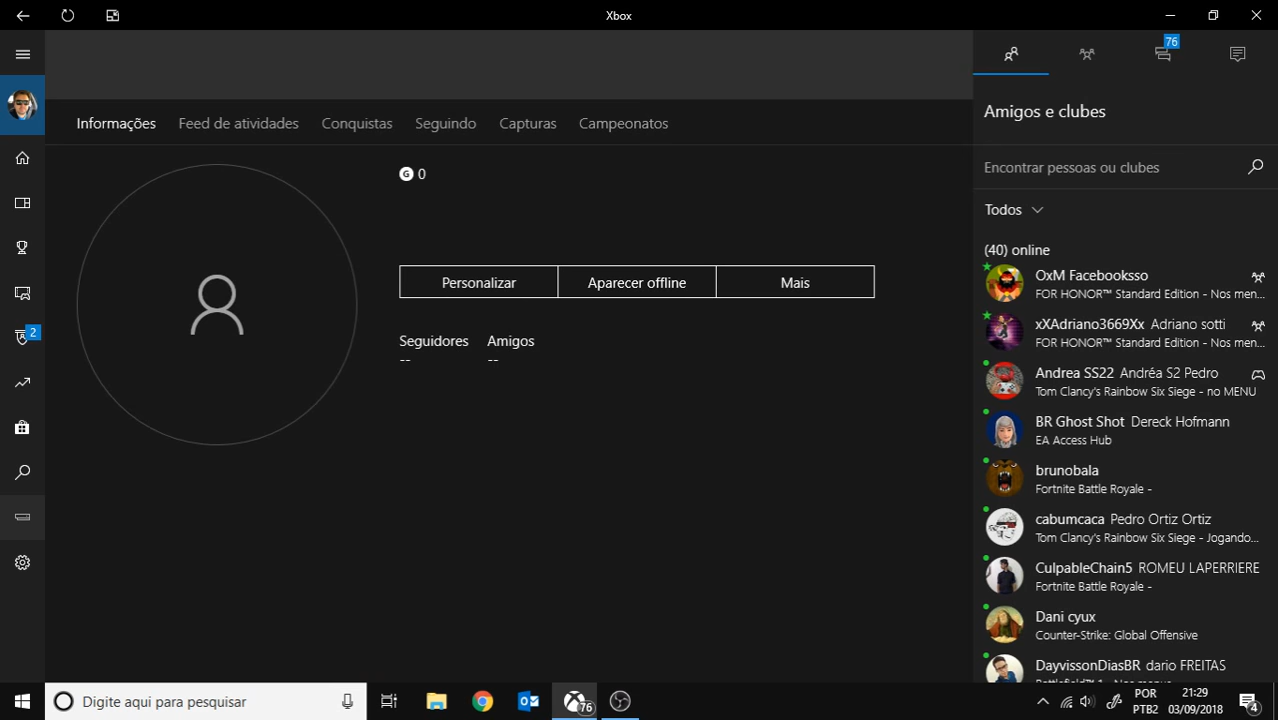 Xbox
76
Informações Feed de atividades Conquistas Seguindo Capturas Campeonatos
Amigos e clubes
Encontrar pessoas ou clubes
G 0
Todos
Personalizar Aparecer offline Mais
Seguidores Amigos
-- --
2
(40) online
OxM Facebooksso
FOR HONOR™ Standard Edition - Nos men...
xXAdriano3669Xx Adriano sotti
FOR HONOR™ Standard Edition - Nos men...
Andrea SS22 Andréa S2 Pedro
Tom Clancy's Rainbow Six Siege - no MENU
BR Ghost Shot Dereck Hofmann
EA Access Hub
brunobala
Fortnite Battle Royale -
cabumcaca Pedro Ortiz Ortiz
Tom Clancy's Rainbow Six Siege - Jogando...
CulpableChain5 ROMEU LAPERRIERE
Fortnite Battle Royale -
Dani cyux
Counter-Strike: Global Offensive
DayvissonDiasBR dario FREITAS
Battlefield™ 1 - Nos menus
Digite aqui para pesquisar
76
POR
PTB2
21:29
03/09/2018
4